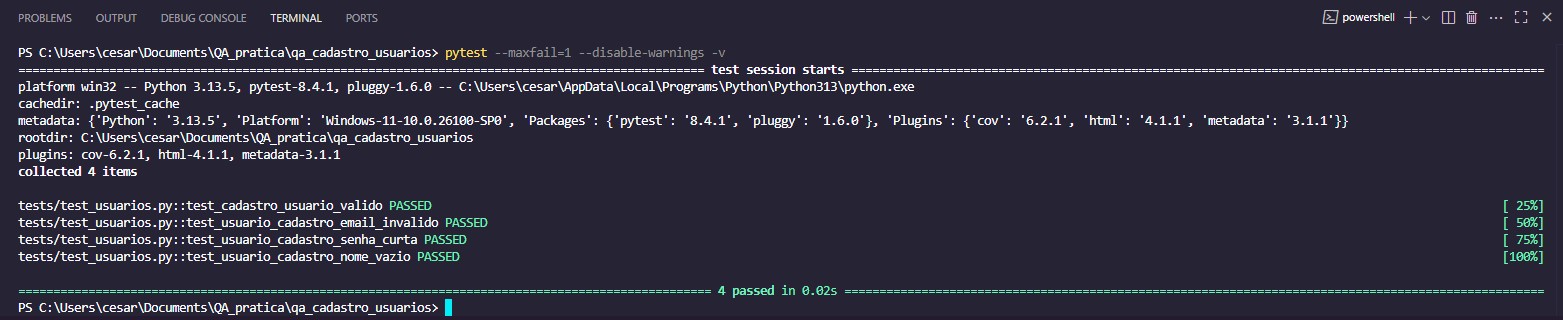 PROBLEMS OUTPUT DEBUG CONSOLE TERMINAL PORTS powershell
PS C:\Users\cesar\Documents\QA_pratica\qa_cadastro_usuarios> pytest --maxfail=1 --disable-warnings -v
test session starts
platform win32 -- Python 3.13.5, pytest-8.4.1, pluggy-1.6.0 -- C:\Users\cesar\AppData\Local\Programs\Python\Python313\python.exe
cachedir: .pytest_cache
metadata: {'Python': '3.13.5', 'Platform': 'Windows-11-10.0.26100-SP0', 'Packages': {'pytest': '8.4.1', 'pluggy': '1.6.0'}, 'Plugins': {'cov': '6.2.1', 'html': '4.1.1', 'metadata': '3.1.1'}}
rootdir: C:\Users\cesar\Documents\QA_pratica\qa_cadastro_usuarios
plugins: cov-6.2.1, html-4.1.1, metadata-3.1.1
collected 4 items
tests/test_usuarios.py::test_cadastro_usuario_valido PASSED [ 25%]
tests/test_usuarios.py::test_usuario_cadastro_email_invalido PASSED [ 50%]
tests/test_usuarios.py::test_usuario_cadastro_senha_curta PASSED [ 75%]
tests/test_usuarios.py::test_usuario_cadastro_nome_vazio PASSED [100%]
4 passed in 0.02s
PS C:\Users\cesar\Documents\QA_pratica\qa_cadastro_usuarios>